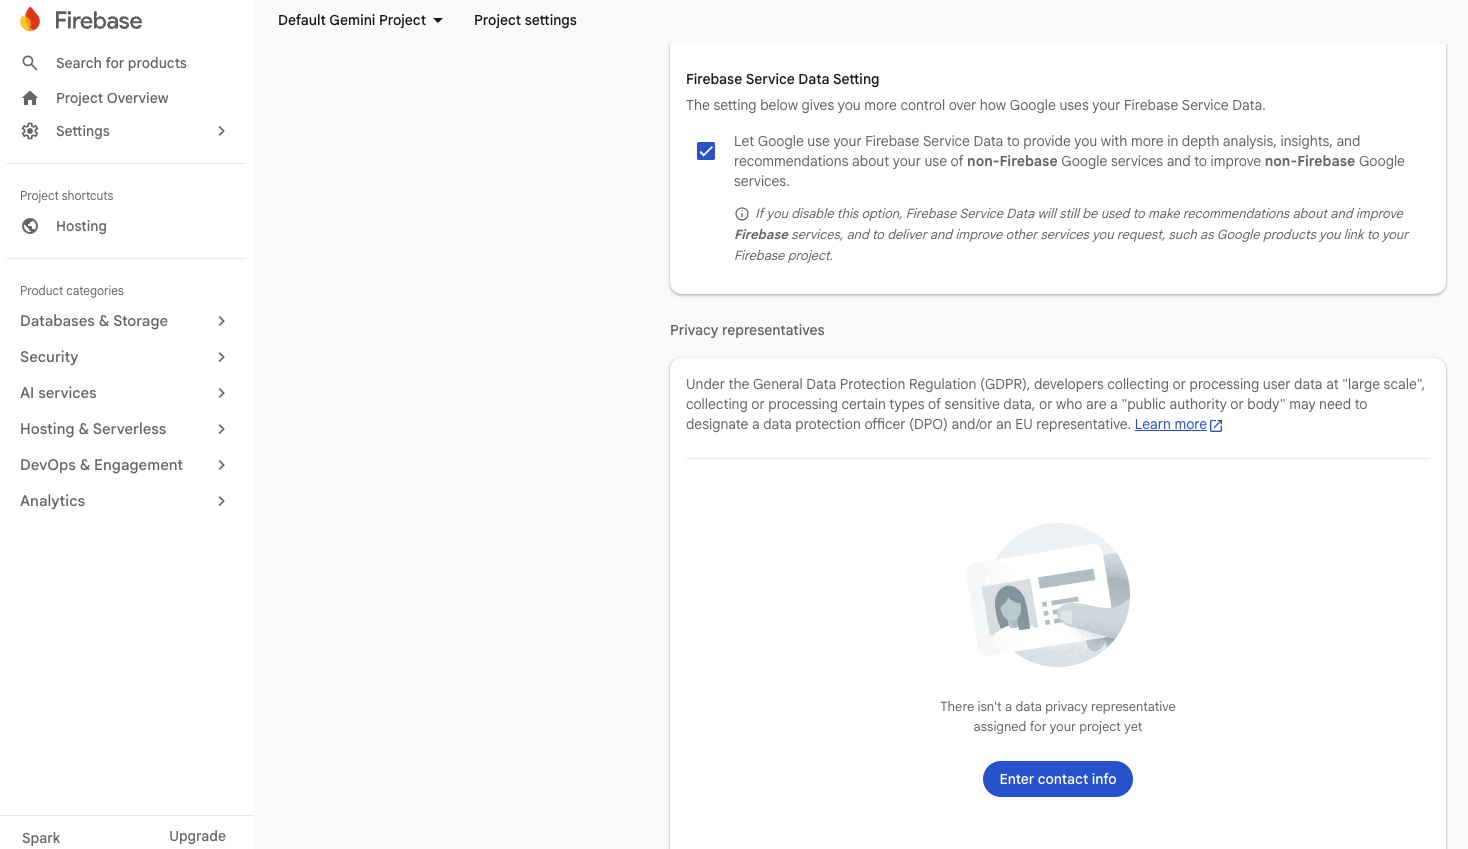 Firebase
Search for products
Project Overview
Settings
Project shortcuts
Hosting
Product categories
Databases & Storage
Security
AI services
Hosting & Serverless
DevOps & Engagement
Analytics
Spark
Upgrade
Default Gemini Project
Project settings
Firebase Service Data Setting
The setting below gives you more control over how Google uses your Firebase Service Data.
Let Google use your Firebase Service Data to provide you with more in depth analysis, insights, and
recommendations about your use of non-Firebase Google services and to improve non-Firebase Google
services.
If you disable this option, Firebase Service Data will still be used to make recommendations about and improve
Firebase services, and to deliver and improve other services you request, such as Google products you link to your
Firebase project.
Privacy representatives
Under the General Data Protection Regulation (GDPR), developers collecting or processing user data at "large scale",
collecting or processing certain types of sensitive data, or who are a "public authority or body" may need to
designate a data protection officer (DPO) and/or an EU representative. Learn more
There isn't a data privacy representative
assigned for your project yet
Enter contact info